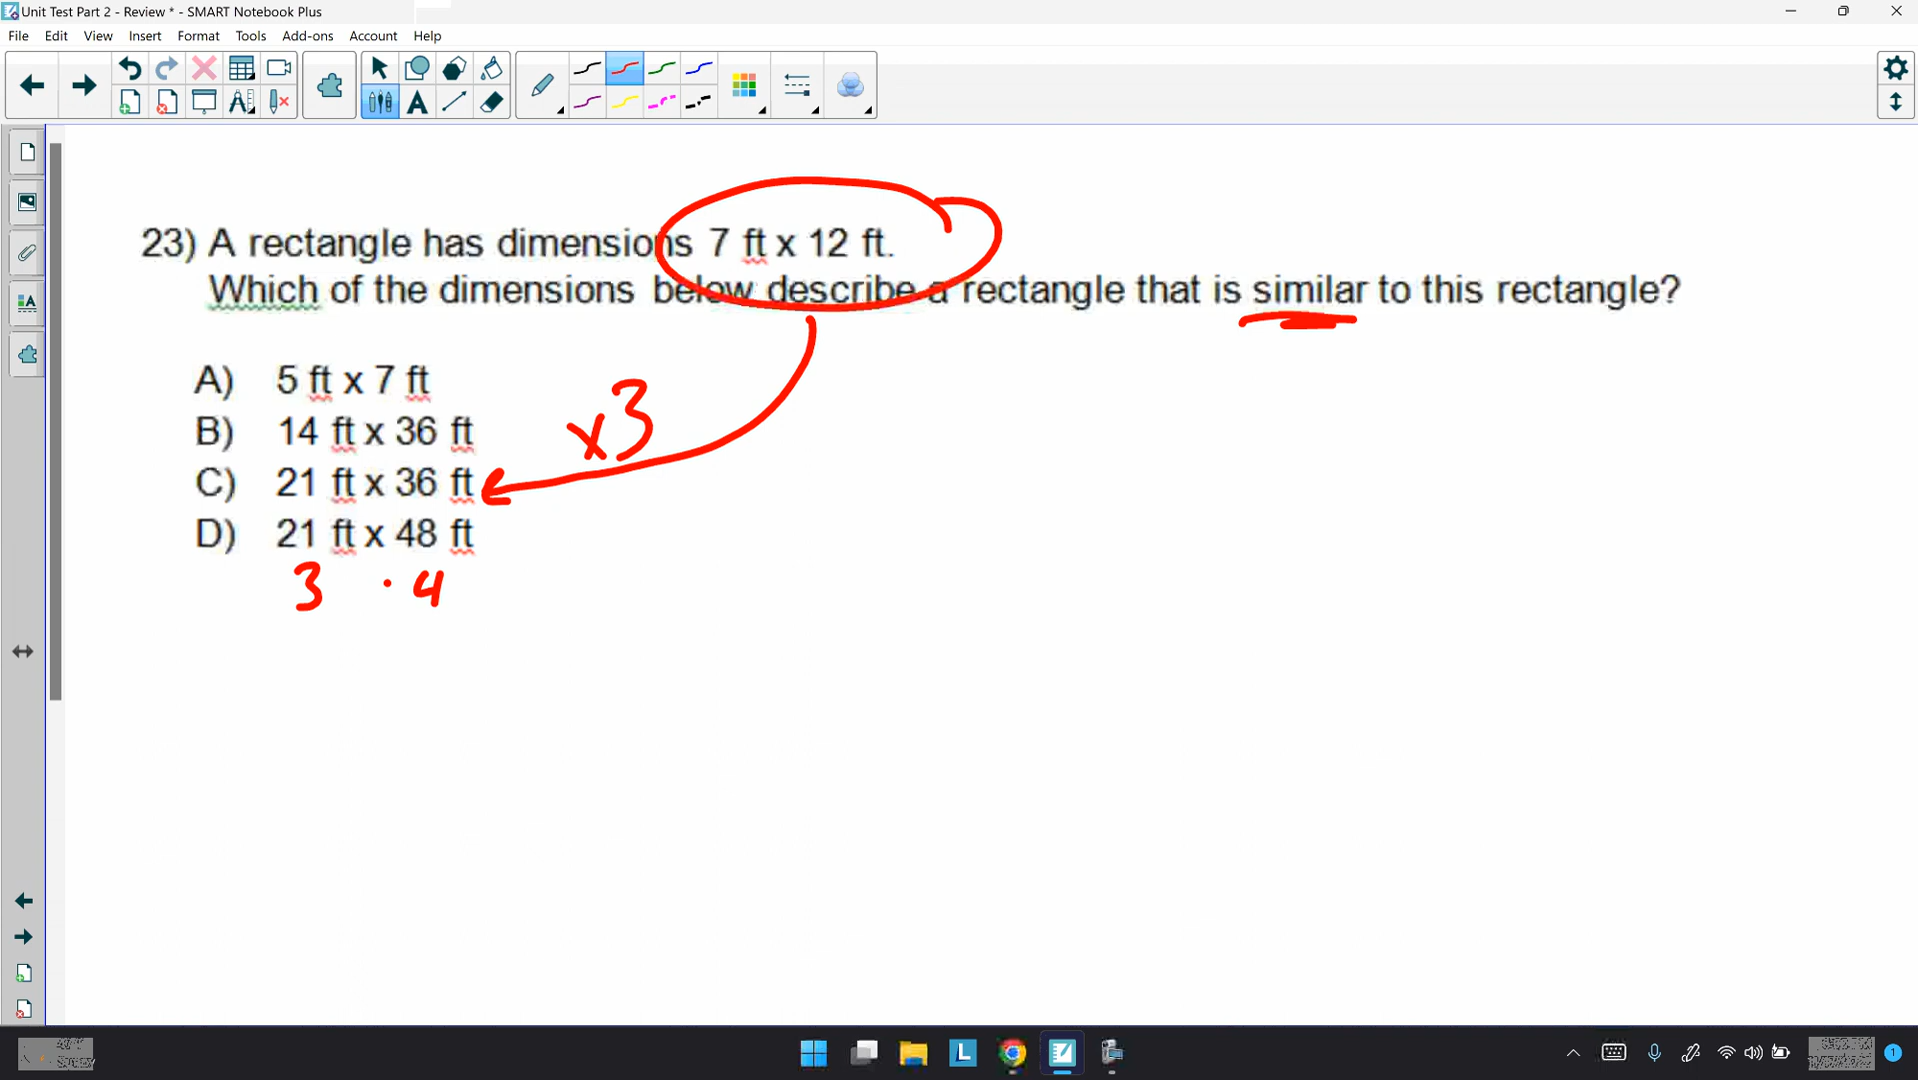 Unit Test Part 2 - Review * - SMART Notebook Plus
File Edit View Insert Format Tools Add-ons Account Help
23) A rectangle has dimensions 7 ft x 12 ft.
Which of the dimensions below describe a rectangle that is similar to this rectangle?
A) 5 ft x 7 ft
x3
B) 14 ft x 36 ft
C) 21 ft x 36 ft
D) 21 ft x 48 ft
3 · 4